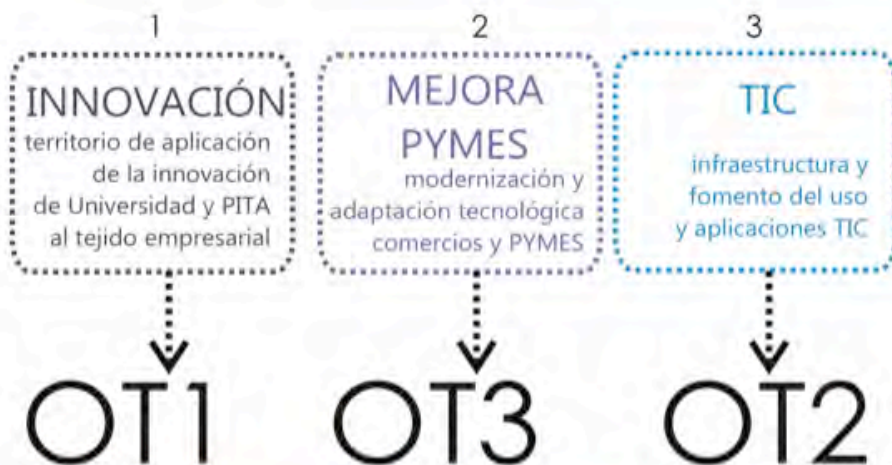 1
INNOVACIÓN
territorio de aplicación
de la innovación
de Universidad y PITA
al tejido empresarial
OT1
2
MEJORA
PYMES
modernización y
adaptación tecnológica
comercios y PYMES
OT3
3
TIC
infraestructura y
fomento del uso
y aplicaciones TIC
OT2